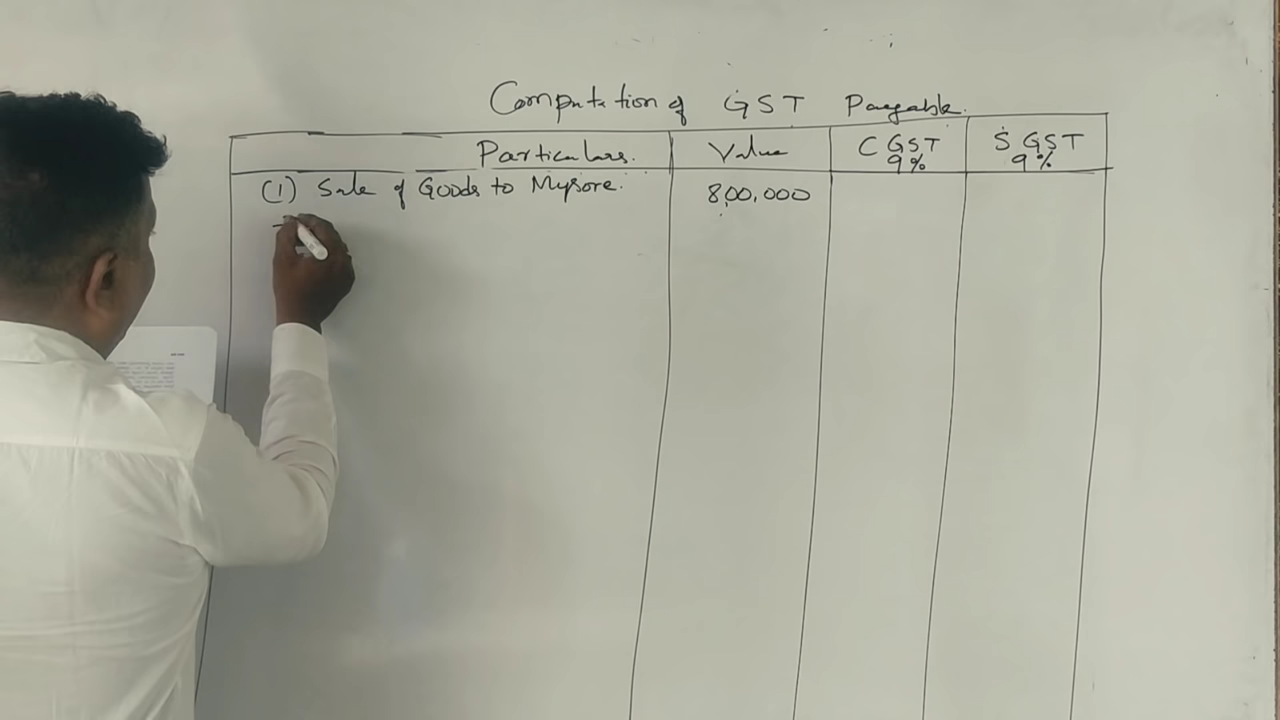 Computation of GST Payable.
Particulars. Value CGST 9% SGST 9%
(1) Sale of Goods to Mysore. 8,00,000